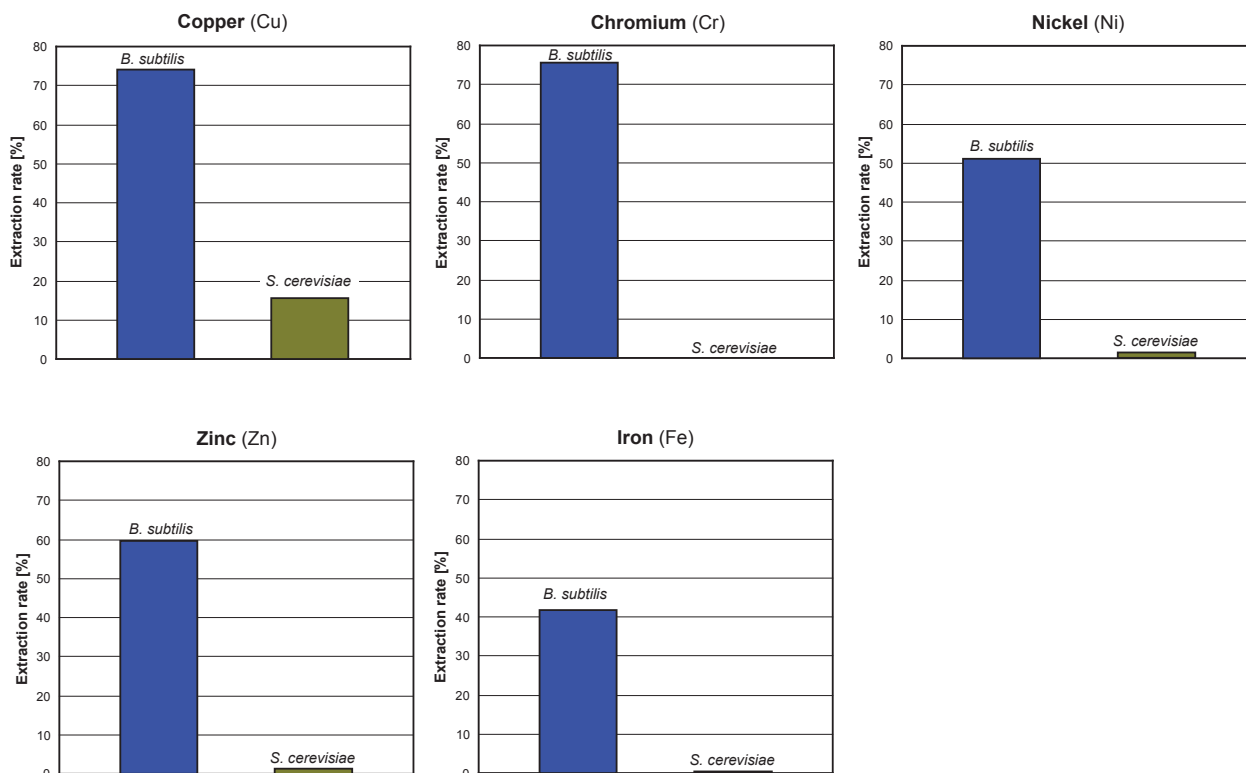 Copper (Cu)
80
70
60
50
40
30
20
10
0
Extraction rate [%]
B. subtilis
S. cerevisiae
Chromium (Cr)
80
70
60
50
40
30
20
10
0
Extraction rate [%]
B. subtilis
S. cerevisiae
Nickel (Ni)
80
70
60
50
40
30
20
10
0
Extraction rate [%]
B. subtilis
S. cerevisiae
Zinc (Zn)
80
70
60
50
40
30
20
10
0
Extraction rate [%]
B. subtilis
S. cerevisiae
Iron (Fe)
80
70
60
50
40
30
20
10
0
Extraction rate [%]
B. subtilis
S. cerevisiae